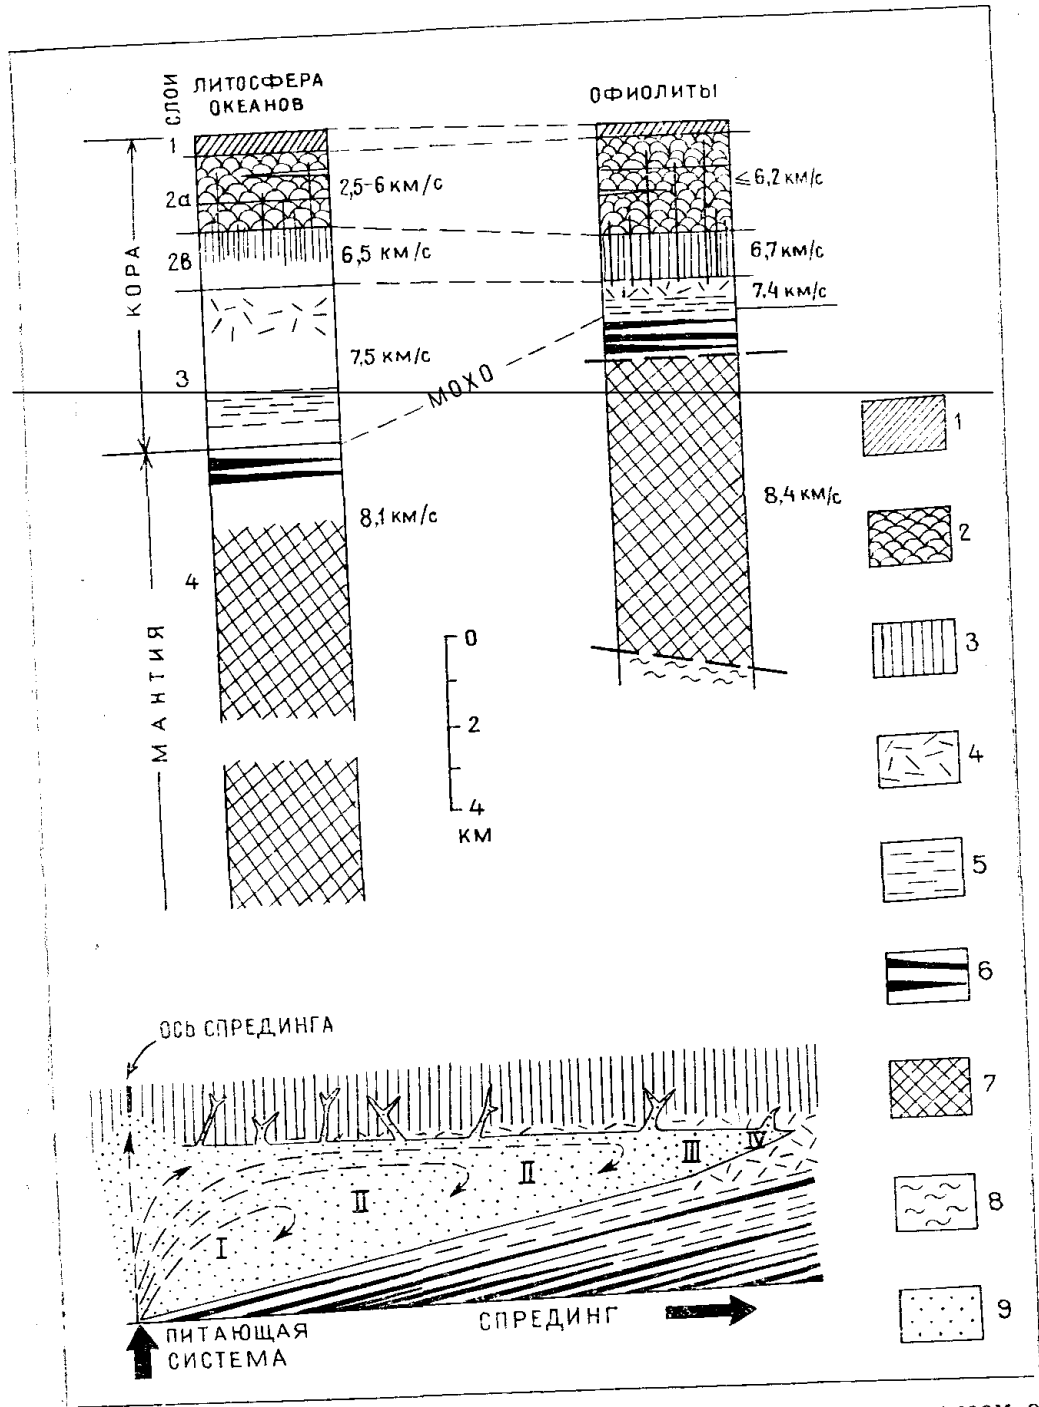 СЛОИ
ЛИТОСФЕРА
ОКЕАНОВ
ОФИОЛИТЫ
1
2а
2,5-6 КМ/С
≤6,2 КМ/С
2В
6,5 КМ/С
6,7 КМ/С
7.4 КМ/С
КОРА
7,5 КМ/С
3
МОХО
1
8,1 КМ/С
8,4 КМ/С
2
4
МАНТИЯ
0
2
4
КМ
3
4
5
6
7
8
9
ОСЬ СПРЕДИНГА
I
II
II
III
IV
ПИТАЮЩАЯ
СИСТЕМА
СПРЕДИНГ